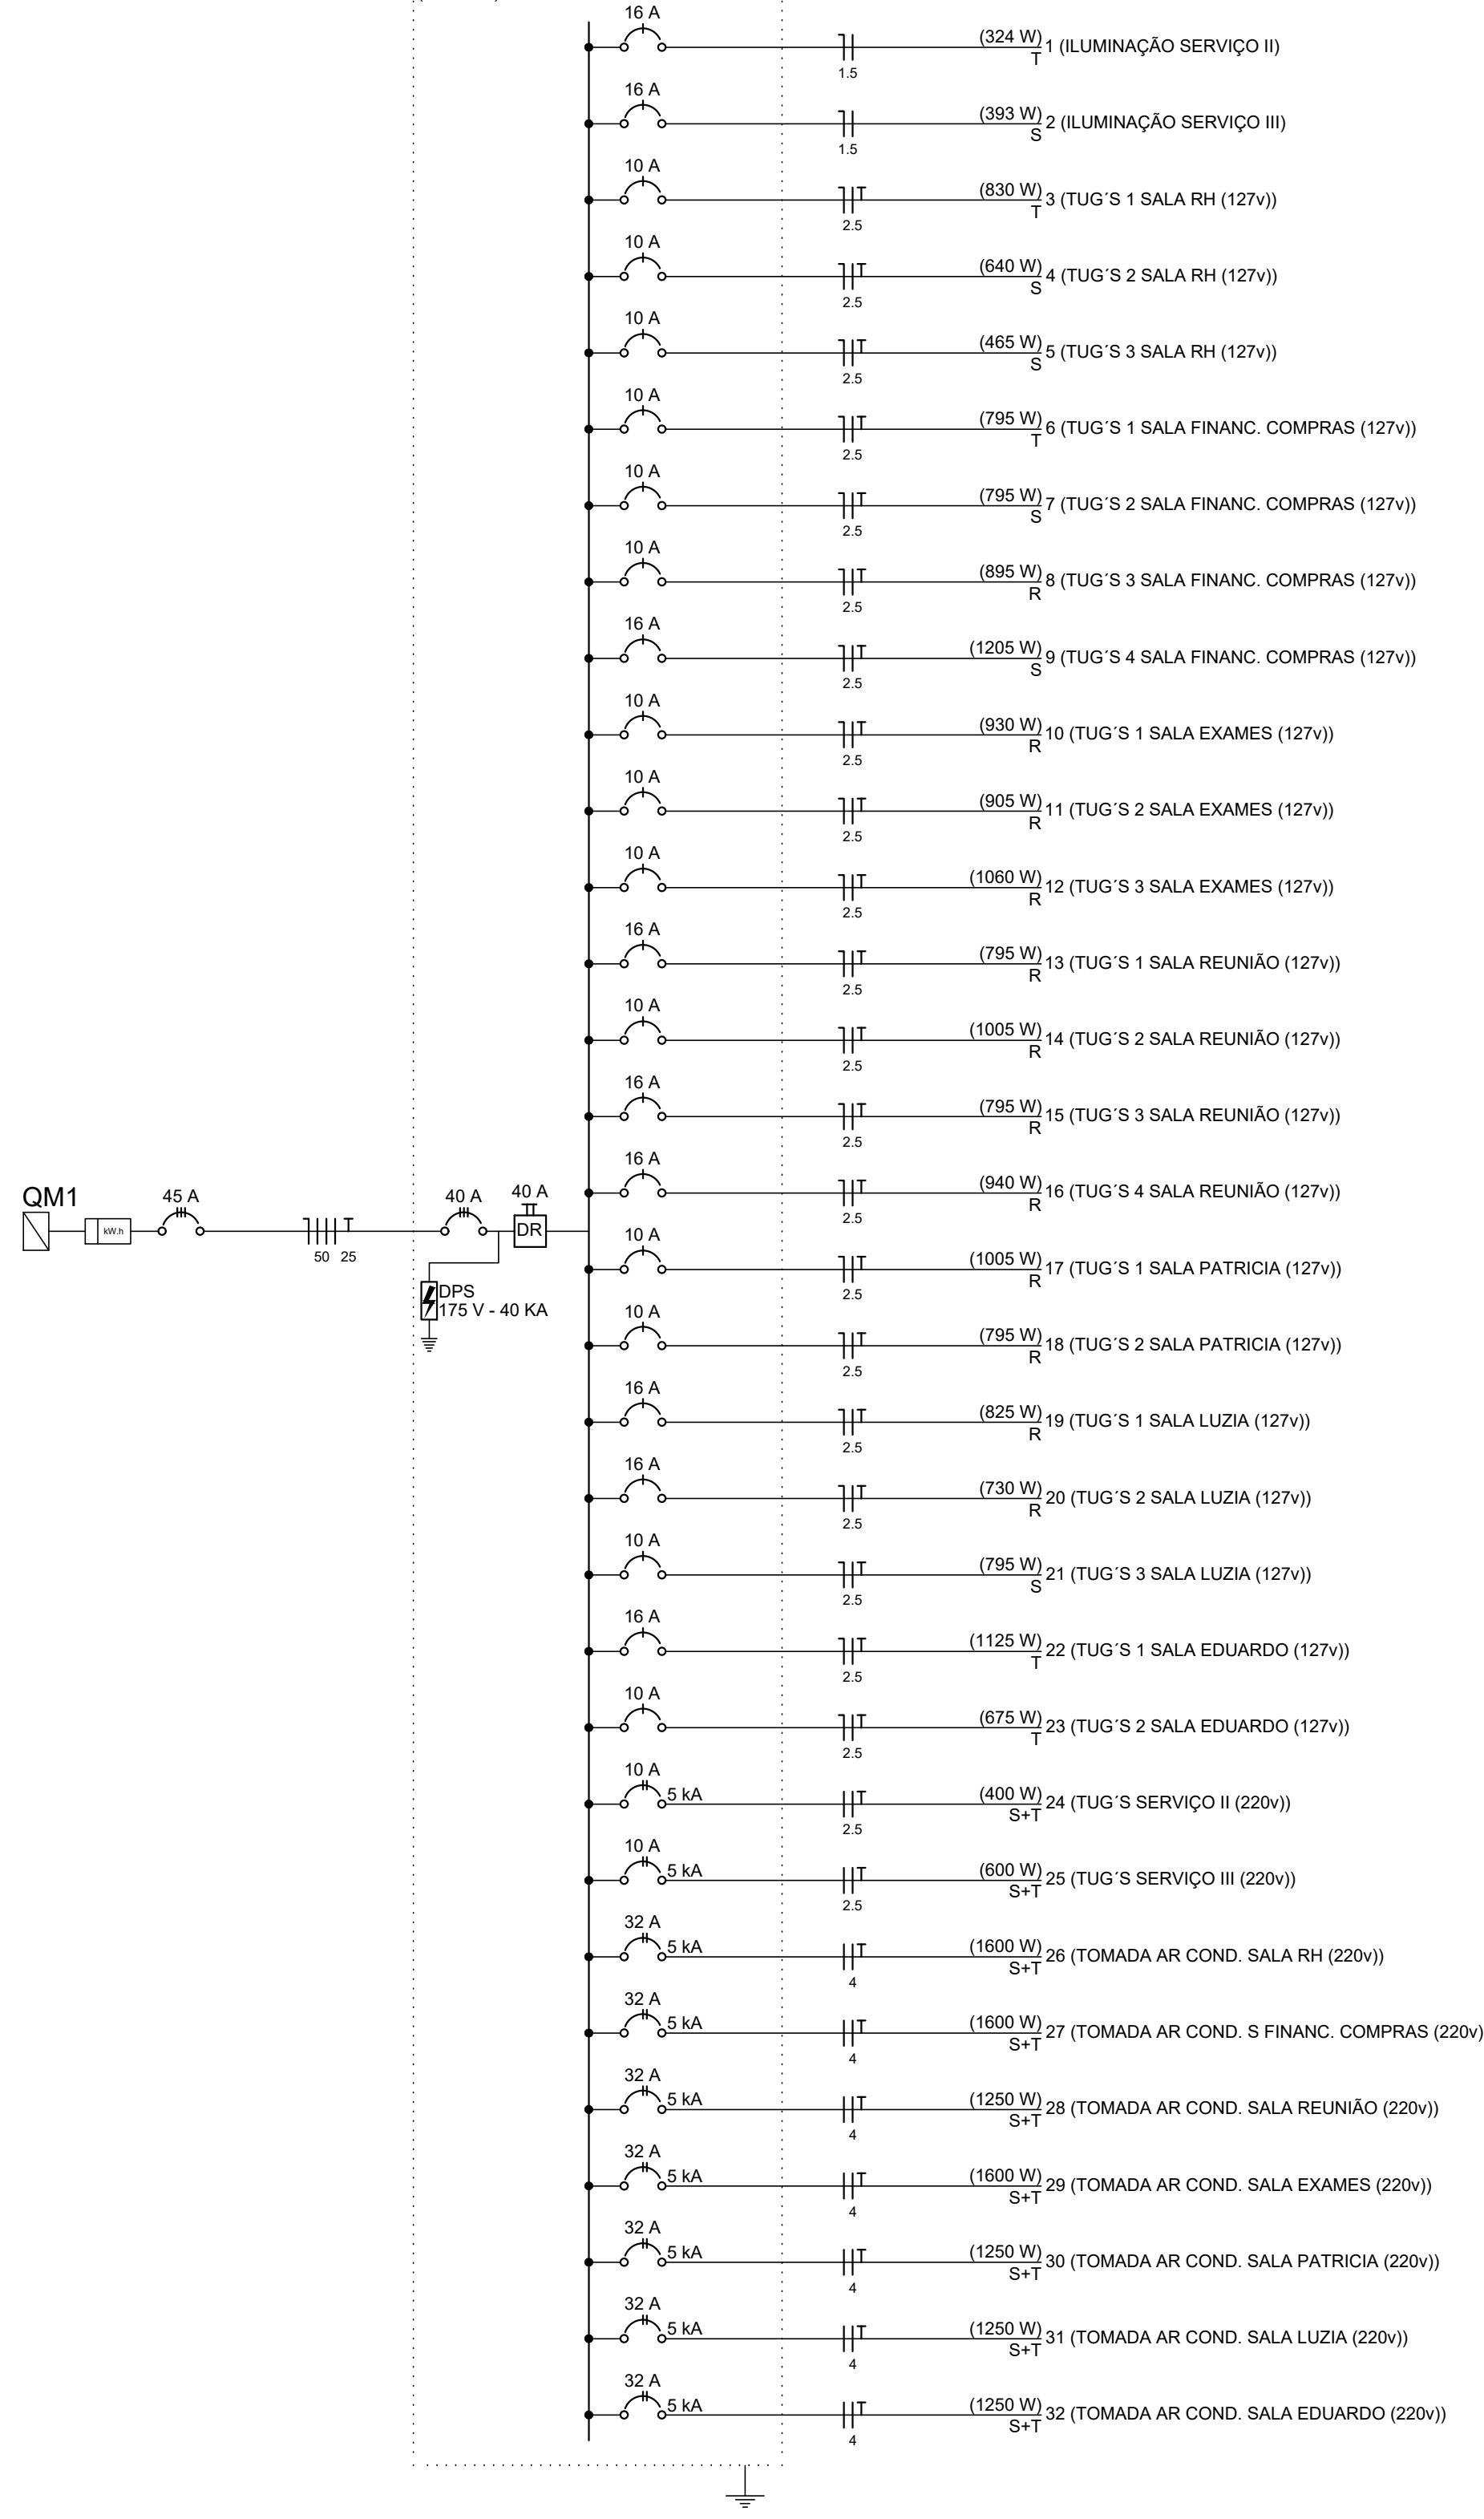 16 A
(324 W) 1 (ILUMINAÇÃO SERVIÇO II)
T
1.5
16 A
(393 W) 2 (ILUMINAÇÃO SERVIÇO III)
S
1.5
10 A
T
(830 W) 3 (TUG´S 1 SALA RH (127v))
T
2.5
10 A
T
(640 W) 4 (TUG´S 2 SALA RH (127v))
S
2.5
10 A
T
(465 W) 5 (TUG´S 3 SALA RH (127v))
S
2.5
10 A
T
(795 W) 6 (TUG´S 1 SALA FINANC. COMPRAS (127v))
T
2.5
10 A
T
(795 W) 7 (TUG´S 2 SALA FINANC. COMPRAS (127v))
S
2.5
10 A
T
(895 W) 8 (TUG´S 3 SALA FINANC. COMPRAS (127v))
R
2.5
16 A
T
(1205 W) 9 (TUG´S 4 SALA FINANC. COMPRAS (127v))
S
2.5
10 A
T
(930 W) 10 (TUG´S 1 SALA EXAMES (127v))
R
2.5
10 A
T
(905 W) 11 (TUG´S 2 SALA EXAMES (127v))
R
2.5
10 A
T
(1060 W) 12 (TUG´S 3 SALA EXAMES (127v))
R
2.5
16 A
T
(795 W) 13 (TUG´S 1 SALA REUNIÃO (127v))
R
2.5
10 A
T
(1005 W) 14 (TUG´S 2 SALA REUNIÃO (127v))
R
2.5
16 A
T
(795 W) 15 (TUG´S 3 SALA REUNIÃO (127v))
R
2.5
16 A
T
(940 W) 16 (TUG´S 4 SALA REUNIÃO (127v))
R
2.5
QM1
kW.h
45 A
T
50 25
40 A
40 A
DR
DPS
175 V - 40 KA
10 A
T
(1005 W) 17 (TUG´S 1 SALA PATRICIA (127v))
R
2.5
10 A
T
(795 W) 18 (TUG´S 2 SALA PATRICIA (127v))
R
2.5
16 A
T
(825 W) 19 (TUG´S 1 SALA LUZIA (127v))
R
2.5
16 A
T
(730 W) 20 (TUG´S 2 SALA LUZIA (127v))
R
2.5
10 A
T
(795 W) 21 (TUG´S 3 SALA LUZIA (127v))
S
2.5
16 A
T
(1125 W) 22 (TUG´S 1 SALA EDUARDO (127v))
T
2.5
10 A
T
(675 W) 23 (TUG´S 2 SALA EDUARDO (127v))
T
2.5
10 A
5 kA
T
(400 W) 24 (TUG´S SERVIÇO II (220v))
S+T
2.5
10 A
5 kA
T
(600 W) 25 (TUG´S SERVIÇO III (220v))
S+T
2.5
32 A
5 kA
T
(1600 W) 26 (TOMADA AR COND. SALA RH (220v))
S+T
4
32 A
5 kA
T
(1600 W) 27 (TOMADA AR COND. S FINANC. COMPRAS (220v)
S+T
4
32 A
5 kA
T
(1250 W) 28 (TOMADA AR COND. SALA REUNIÃO (220v))
S+T
4
32 A
5 kA
T
(1600 W) 29 (TOMADA AR COND. SALA EXAMES (220v))
S+T
4
32 A
5 kA
T
(1250 W) 30 (TOMADA AR COND. SALA PATRICIA (220v))
S+T
4
32 A
5 kA
T
(1250 W) 31 (TOMADA AR COND. SALA LUZIA (220v))
S+T
4
32 A
5 kA
T
(1250 W) 32 (TOMADA AR COND. SALA EDUARDO (220v))
S+T
4